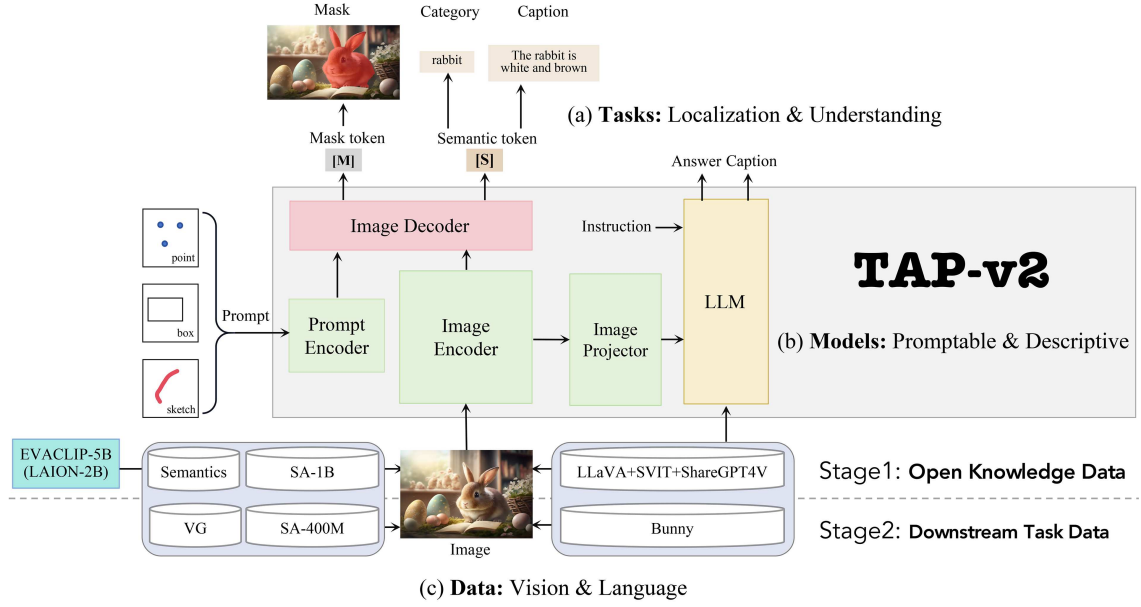 Mask
Category
Caption
rabbit
The rabbit is
white and brown
(a) Tasks: Localization & Understanding
Mask token
Semantic token
[M]
[S]
Answer Caption
Image Decoder
Instruction
point
box
sketch
Prompt
Prompt
Encoder
Image
Encoder
Image
Projector
LLM
TAP-v2
(b) Models: Promptable & Descriptive
EVACLIP-5B
(LAION-2B)
Semantics
SA-1B
LLaVA+SVIT+ShareGPT4V
Stage1: Open Knowledge Data
VG
SA-400M
Image
Bunny
Stage2: Downstream Task Data
(c) Data: Vision & Language